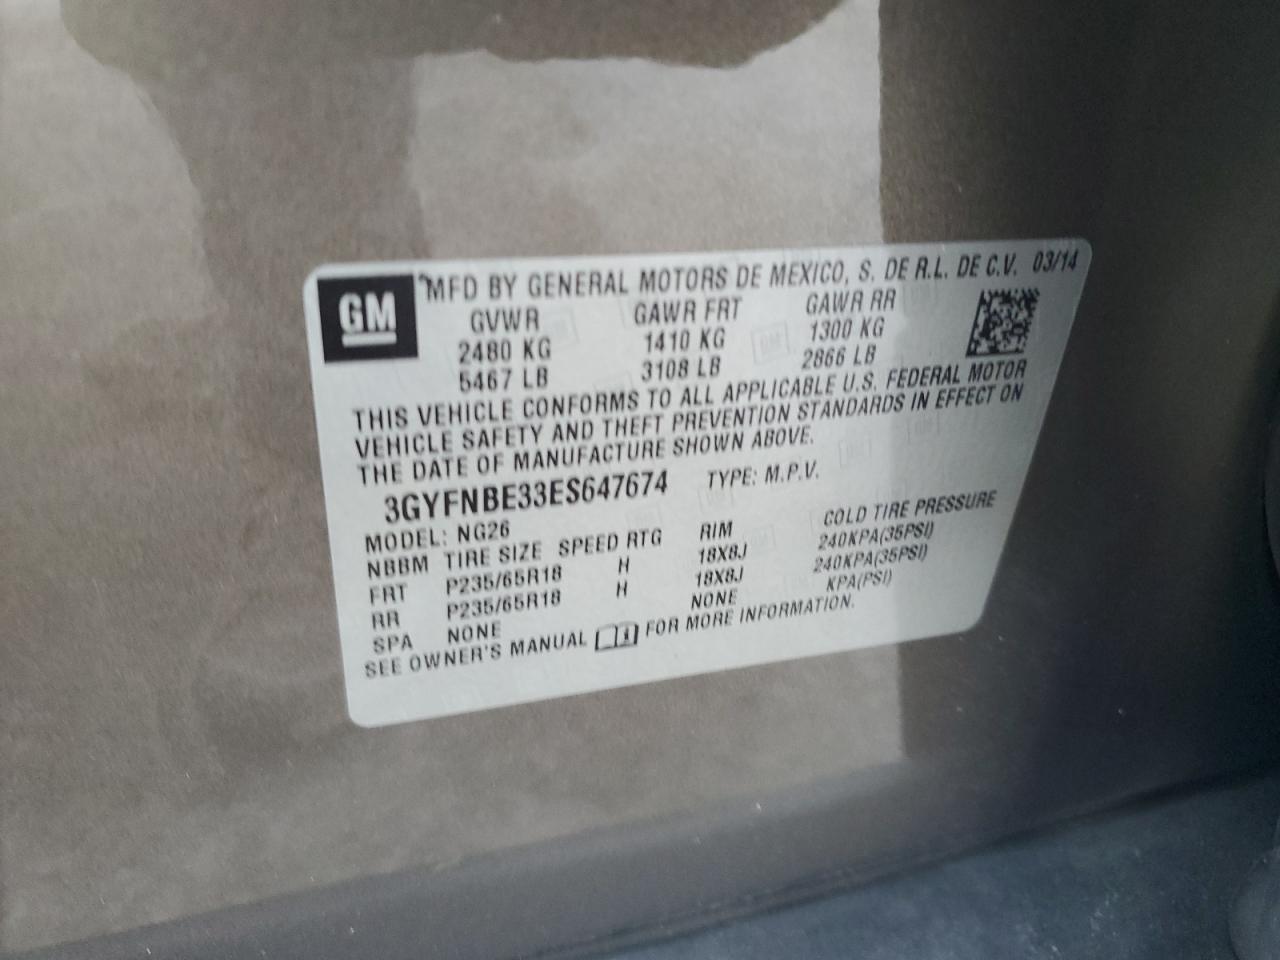 GM
MFD BY GENERAL MOTORS DE MEXICO, S. DE R.L. DE C.V. 03/14
GVWR GAWR FRT GAWR RR
2480 KG 1410 KG 1300 KG
5467 LB 3108 LB 2866 LB
THIS VEHICLE CONFORMS TO ALL APPLICABLE U.S. FEDERAL MOTOR
VEHICLE SAFETY AND THEFT PREVENTION STANDARDS IN EFFECT ON
THE DATE OF MANUFACTURE SHOWN ABOVE.
3GYFNBE33ES647674 TYPE: M.P.V.
MODEL: NG26
NBBM TIRE SIZE SPEED RTG RIM COLD TIRE PRESSURE
FRT P235/65R18 H 18X8J 240KPA(35PSI)
RR P235/65R18 H 18X8J 240KPA(35PSI)
SPA NONE NONE KPA(PSI)
SEE OWNER'S MANUAL FOR MORE INFORMATION.